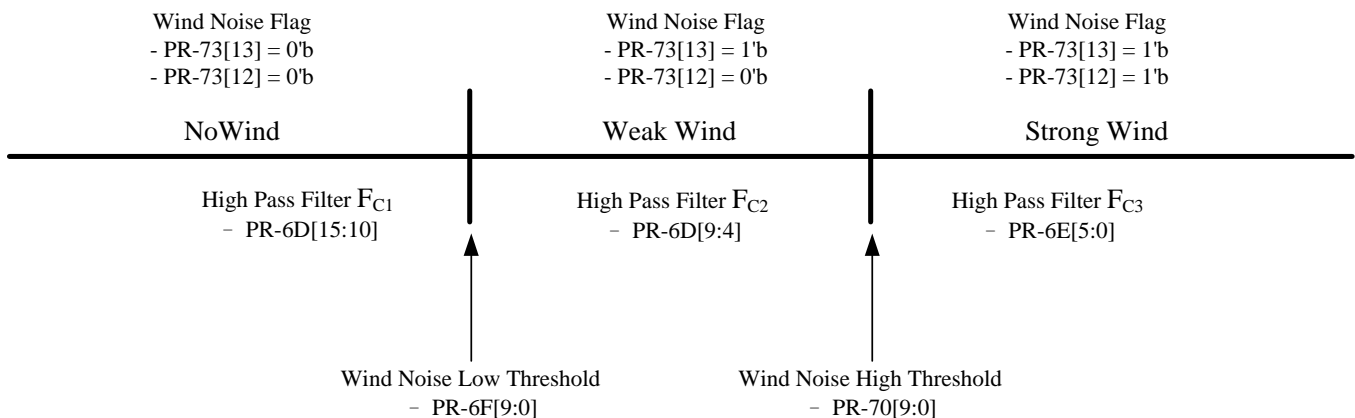 Wind Noise Flag
- PR-73[13] = 0'b
- PR-73[12] = 0'b
Wind Noise Flag
- PR-73[13] = 1'b
- PR-73[12] = 0'b
Wind Noise Flag
- PR-73[13] = 1'b
- PR-73[12] = 1'b
NoWind
Weak Wind
Strong Wind
High Pass Filter FC1
− PR-6D[15:10]
High Pass Filter FC2
− PR-6D[9:4]
High Pass Filter FC3
− PR-6E[5:0]
Wind Noise Low Threshold
− PR-6F[9:0]
Wind Noise High Threshold
− PR-70[9:0]